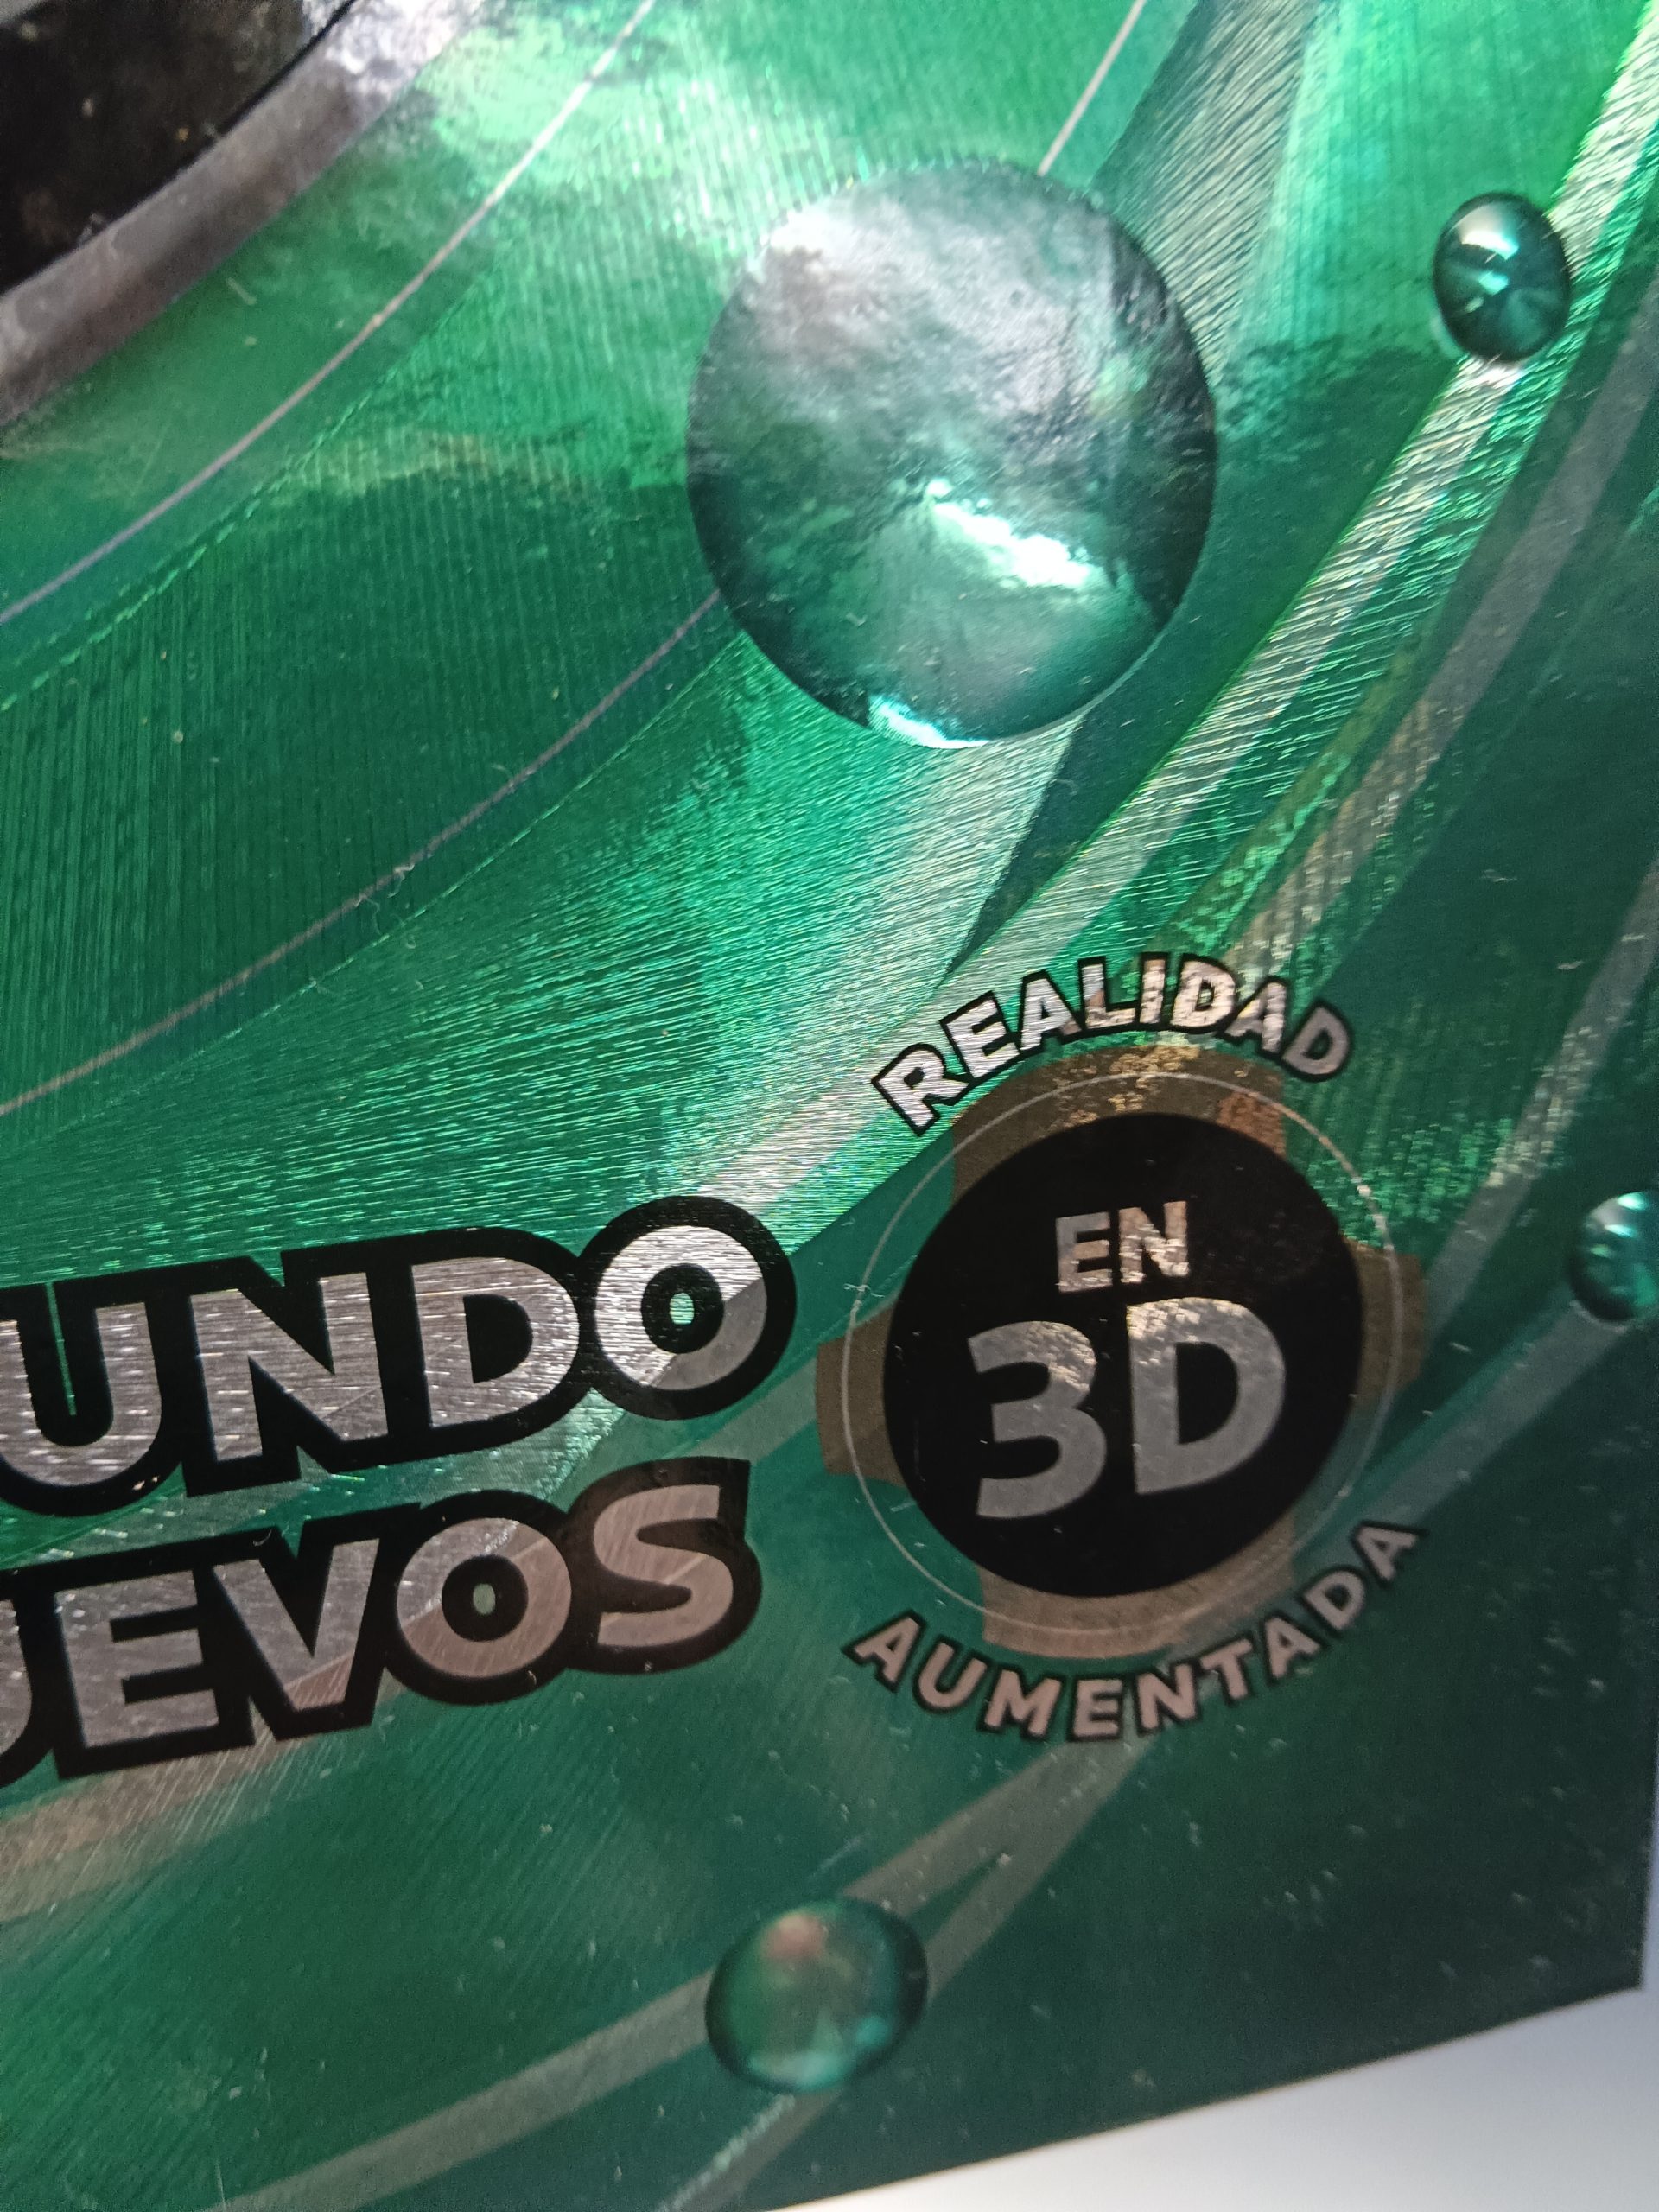 UNDO
UEVOS
REALIDAD
EN
3D
AUMENTADA